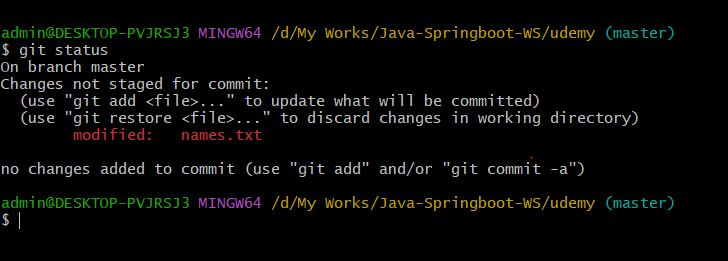 admin@DESKTOP-PVJRSJ3 MINGW64 /d/My Works/Java-Springboot-WS/udemy (master)
$ git status
On branch master
Changes not staged for commit:
  (use "git add <file>..." to update what will be committed)
  (use "git restore <file>..." to discard changes in working directory)
        modified:   names.txt

no changes added to commit (use "git add" and/or "git commit -a")

admin@DESKTOP-PVJRSJ3 MINGW64 /d/My Works/Java-Springboot-WS/udemy (master)
$